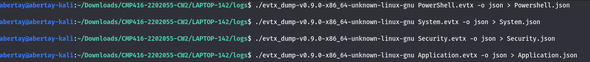 abertay@abertay-kali:~/Downloads/CMP416-2202055-CW2/LAPTOP-142/logs$ ./evtx_dump-v0.9.0-x86_64-unknown-linux-gnu PowerShell.evtx -o json > Powershell.json
abertay@abertay-kali:~/Downloads/CMP416-2202055-CW2/LAPTOP-142/logs$ ./evtx_dump-v0.9.0-x86_64-unknown-linux-gnu System.evtx -o json > System.json
abertay@abertay-kali:~/Downloads/CMP416-2202055-CW2/LAPTOP-142/logs$ ./evtx_dump-v0.9.0-x86_64-unknown-linux-gnu Security.evtx -o json > Security.json
abertay@abertay-kali:~/Downloads/CMP416-2202055-CW2/LAPTOP-142/logs$ ./evtx_dump-v0.9.0-x86_64-unknown-linux-gnu Application.evtx -o json > Application.json